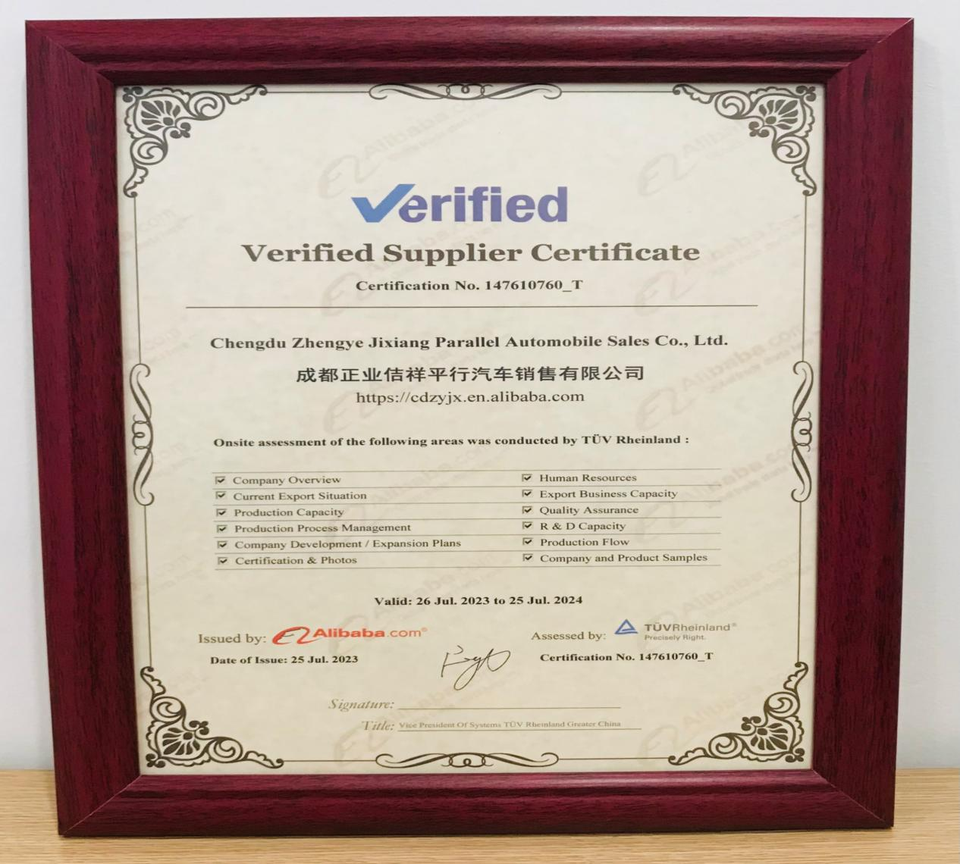 Verified
Verified Supplier Certificate
Certification No. 147610760_T
Chengdu Zhengye Jixiang Parallel Automobile Sales Co., Ltd.
成都正业佶祥平行汽车销售有限公司
https://cdzyjx.en.alibaba.com
Onsite assessment of the following areas was conducted by TÜV Rheinland :
Company Overview Human Resources
Current Export Situation Export Business Capacity
Production Capacity Quality Assurance
Production Process Management R & D Capacity
Company Development / Expansion Plans Production Flow
Certification & Photos Company and Product Samples
Valid: 26 Jul. 2023 to 25 Jul. 2024
Issued by: Alibaba.com® Assessed by: TÜVRheinland®
Precisely Right.
Date of Issue: 25 Jul. 2023 Certification No. 147610760_T
Signature:
Title: Vice President Of Systems TÜV Rheinland Greater China